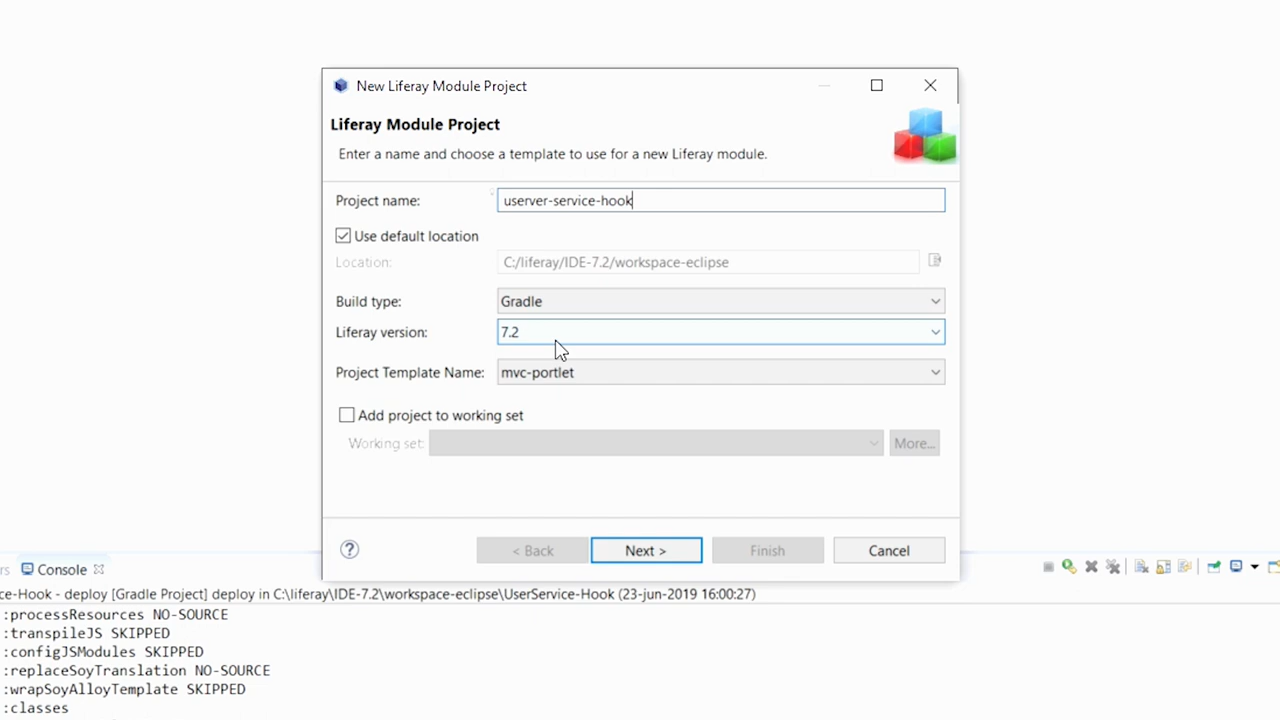 New Liferay Module Project
Liferay Module Project
Enter a name and choose a template to use for a new Liferay module.
Project name: userver-service-hook
Use default location
Location: C:/liferay/IDE-7.2/workspace-eclipse
Build type: Gradle
Liferay version: 7.2
Project Template Name: mvc-portlet
Add project to working set
Working set: More...
? < Back Next > Finish Cancel
rs Console
ce-Hook - deploy [Gradle Project] deploy in C:\liferay\IDE-7.2\workspace-eclipse\UserService-Hook (23-jun-2019 16:00:27)
:processResources NO-SOURCE
:transpileJS SKIPPED
:configJSModules SKIPPED
:replaceSoyTranslation NO-SOURCE
:wrapSoyAlloyTemplate SKIPPED
:classes